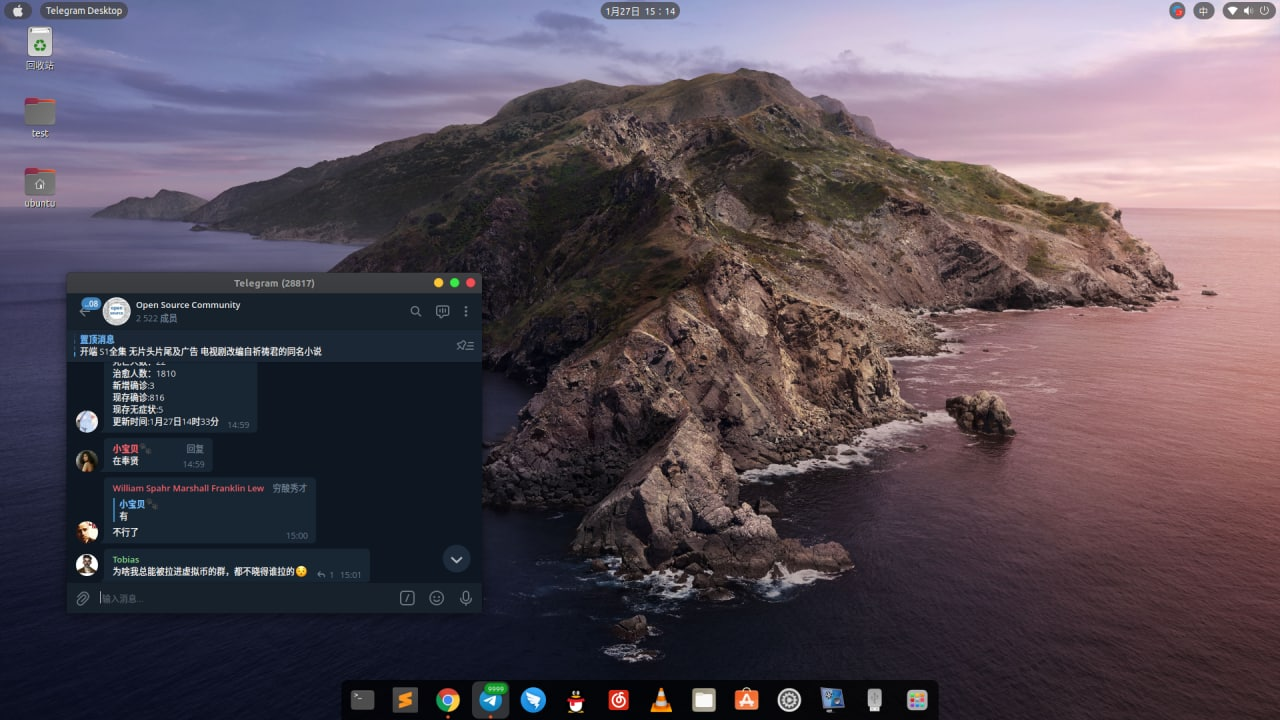 Telegram Desktop
1月27日 15:14
中
回收站
test
ubuntu
Telegram (28817)
..08
Open Source Community
2 522 成员
置顶消息
开端 S1全集 无片头片尾及广告 电视剧改编自祈祷君的同名小说
死亡人数: 22
治愈人数: 1810
新增确诊:3
现存确诊:816
现存无症状:5
更新时间:1月27日14时33分 14:59
小宝贝 回复
在奉贤 14:59
William Spahr Marshall Franklin Lew 穷酸秀才
小宝贝
有
不行了 15:00
Tobias
为啥我总能被拉进虚拟币的群，都不晓得谁拉的😥 1 15:01
输入消息...
9999